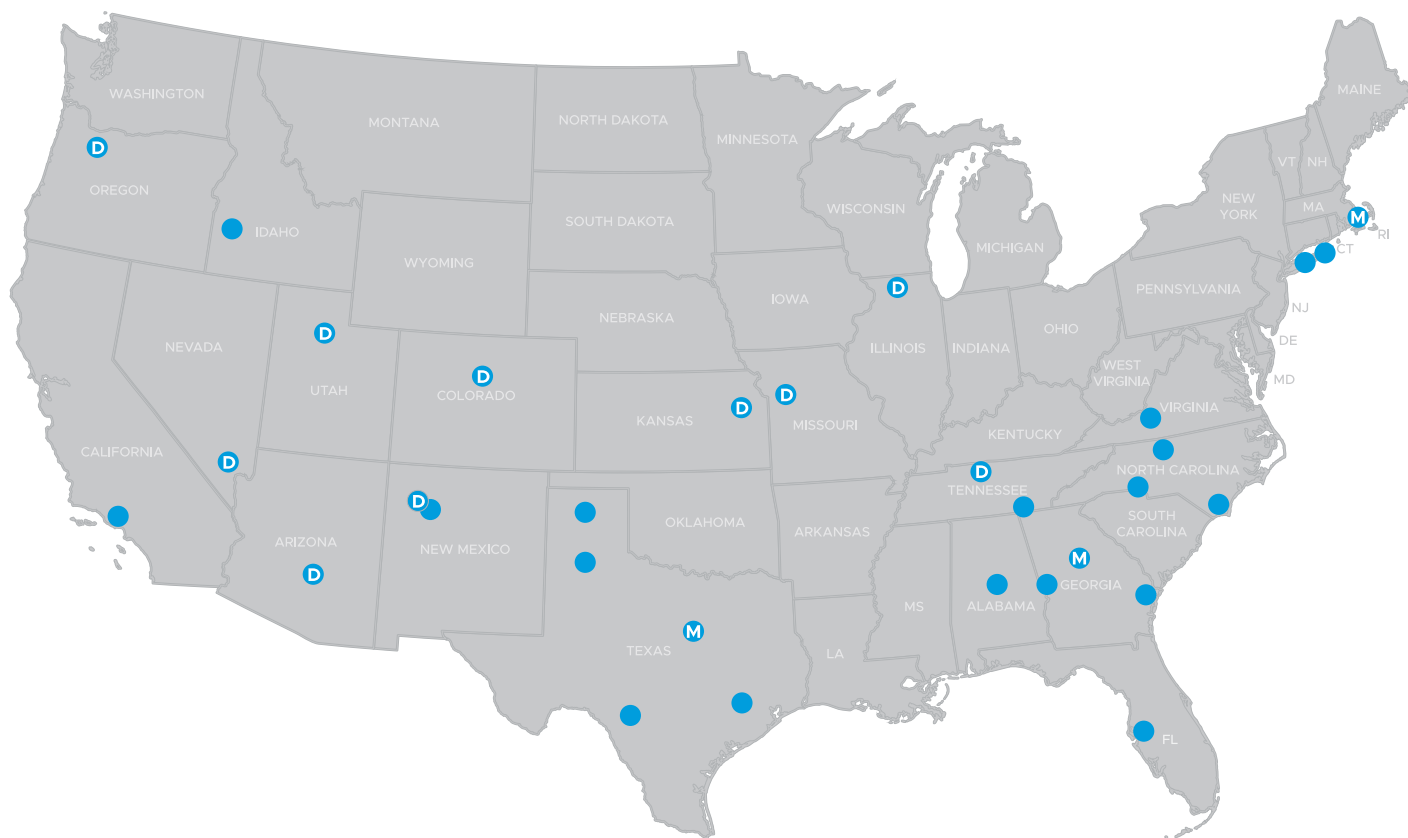 WASHINGTON
MAINE
MONTANA
NORTH DAKOTA
MINNESOTA
D
VT
NH
OREGON
NEW
YORK
MA
WISCONSIN
SOUTH DAKOTA
M
IDAHO
RI
MICHIGAN
CT
WYOMING
D
PENNSYLVANIA
IOWA
NJ
NEBRASKA
OHIO
D
NEVADA
ILLINOIS
INDIANA
DE
WEST
VIRGINIA
D
UTAH
COLORADO
D
MD
D
VIRGINIA
KANSAS
MISSOURI
KENTUCKY
CALIFORNIA
D
D
NORTH CAROLINA
TENNESSEE
D
OKLAHOMA
SOUTH
CAROLINA
ARKANSAS
ARIZONA
NEW MEXICO
M
D
GEORGIA
MS
ALABAMA
M
TEXAS
LA
FL